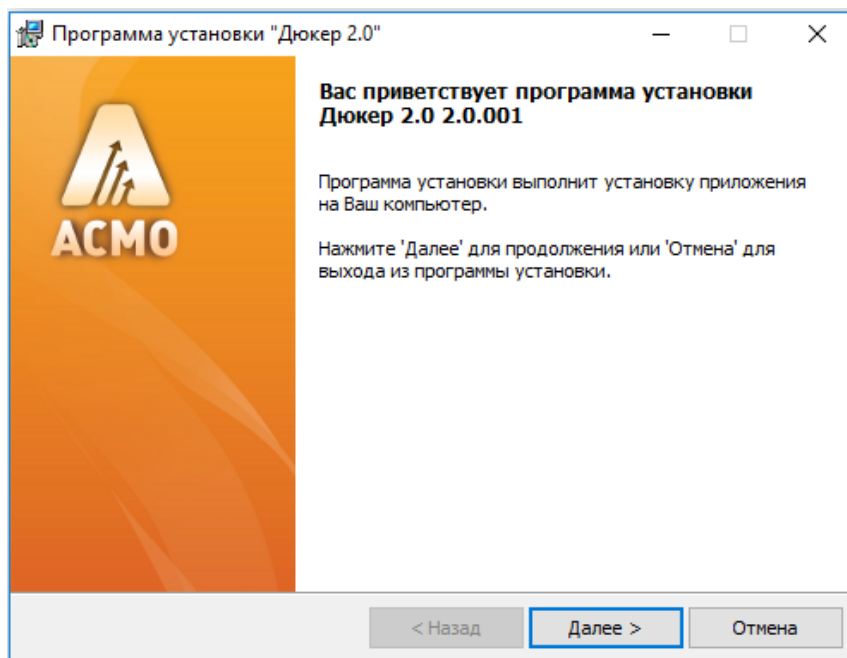 Программа установки "Дюкер 2.0"
Вас приветствует программа установки
Дюкер 2.0 2.0.001
Программа установки выполнит установку приложения
на Ваш компьютер.
Нажмите 'Далее' для продолжения или 'Отмена' для
выхода из программы установки.
АСМО
< Назад
Далее >
Отмена